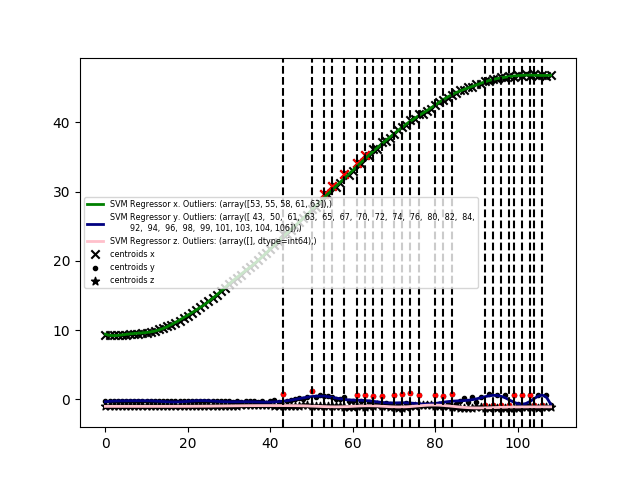 40
30
20
10
0
SVM Regressor x. Outliers: (array([53, 55, 58, 61, 63]),)
SVM Regressor y. Outliers: (array([ 43, 50, 61, 63, 65, 67, 70, 72, 74, 76, 80, 82, 84,
92, 94, 96, 98, 99, 101, 103, 104, 106]),)
SVM Regressor z. Outliers: (array([], dtype=int64),)
centroids x
centroids y
centroids z
0 20 40 60 80 100